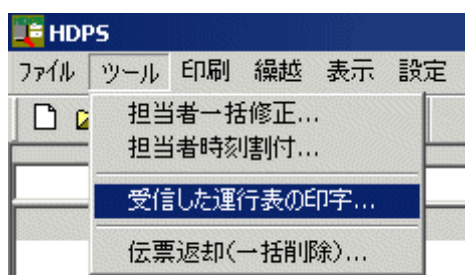 HDPS
ファイル ツール 印刷 繰越 表示 設定
担当者一括修正...
担当者時刻割付...
受信した運行表の印字...
伝票返却(一括削除)...